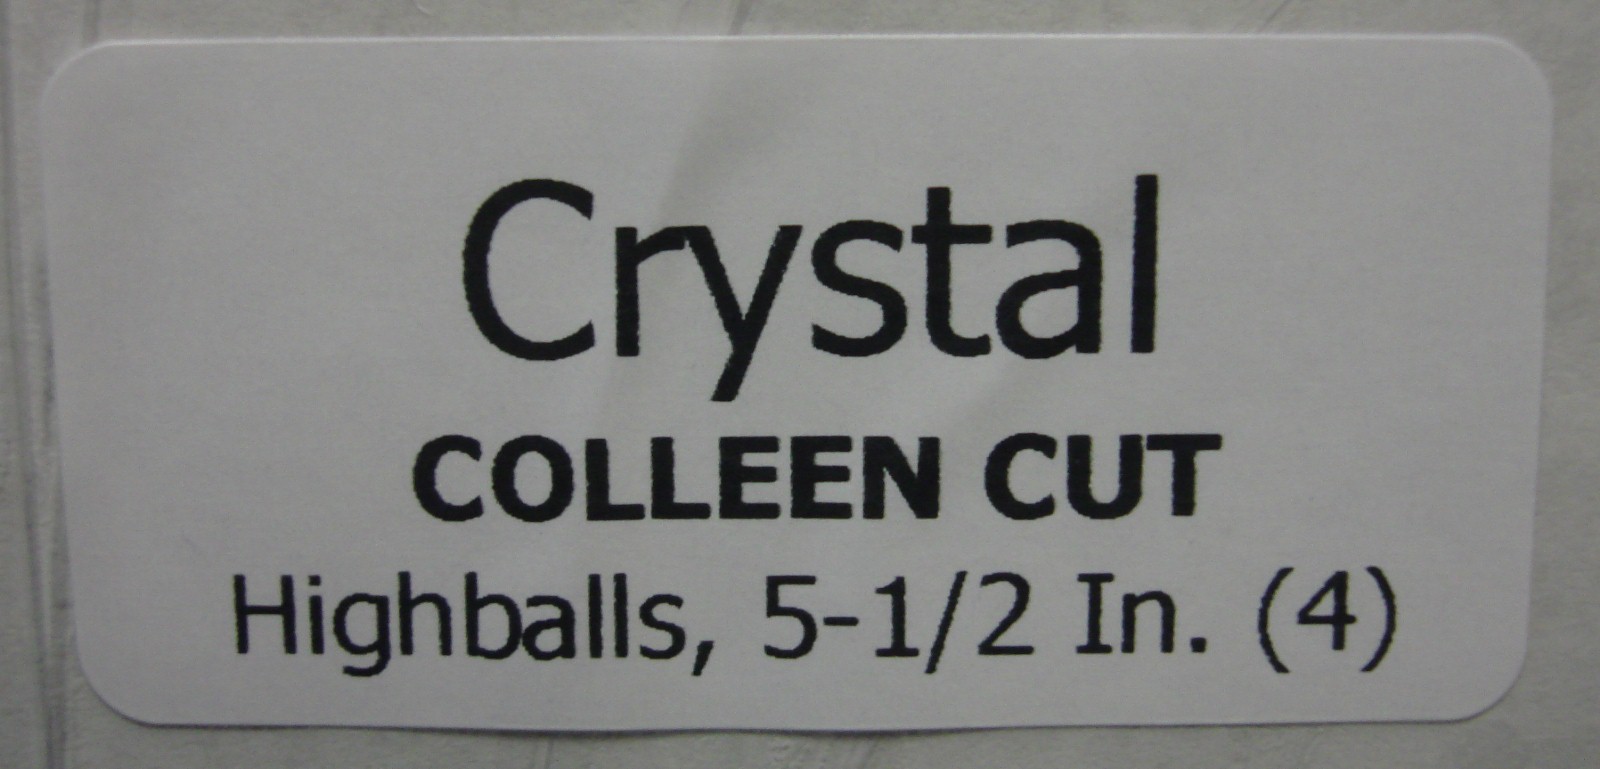 Crystal
COLLEEN CUT
Highballs, 5-1/2 In. (4)